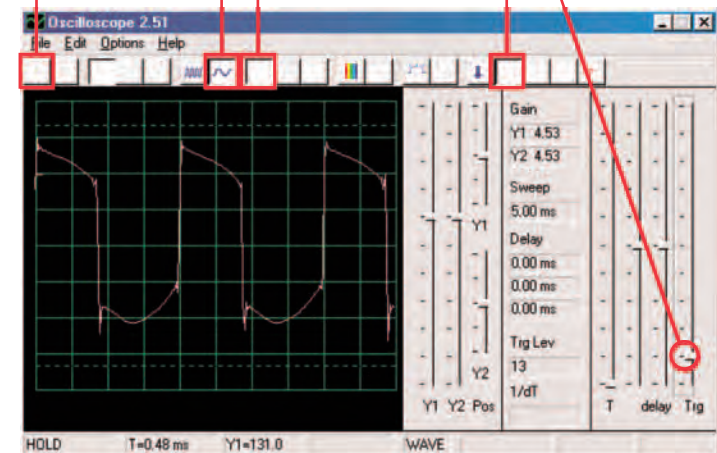 Oscilloscope 2.51
File Edit Options Help
Gain
Y1 4.53
Y2 4.53
Sweep
5.00 ms
Delay
0.00 ms
0.00 ms
0.00 ms
Trg Lev
13
1/dT
Y1
Y2
Y1 Y2 Pos
T delay Trg
HOLD T=0.48 ms Y1=131.0 WAVE